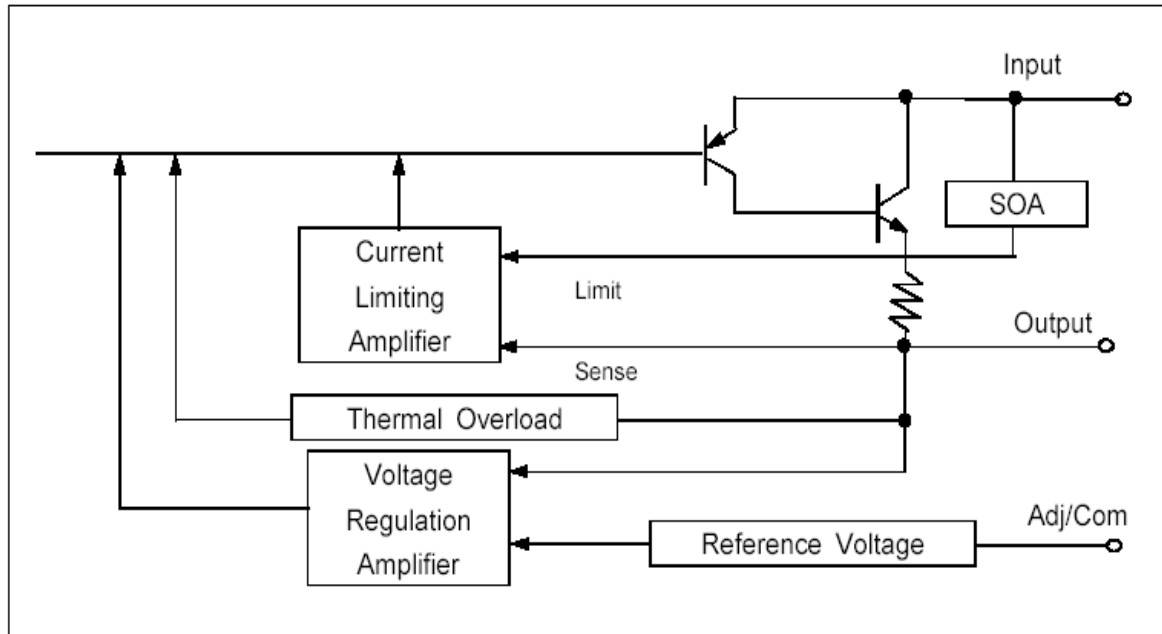 Input
SOA
Current
Limiting
Amplifier
Limit
Output
Sense
Thermal Overload
Voltage
Regulation
Amplifier
Adj/Com
Reference Voltage